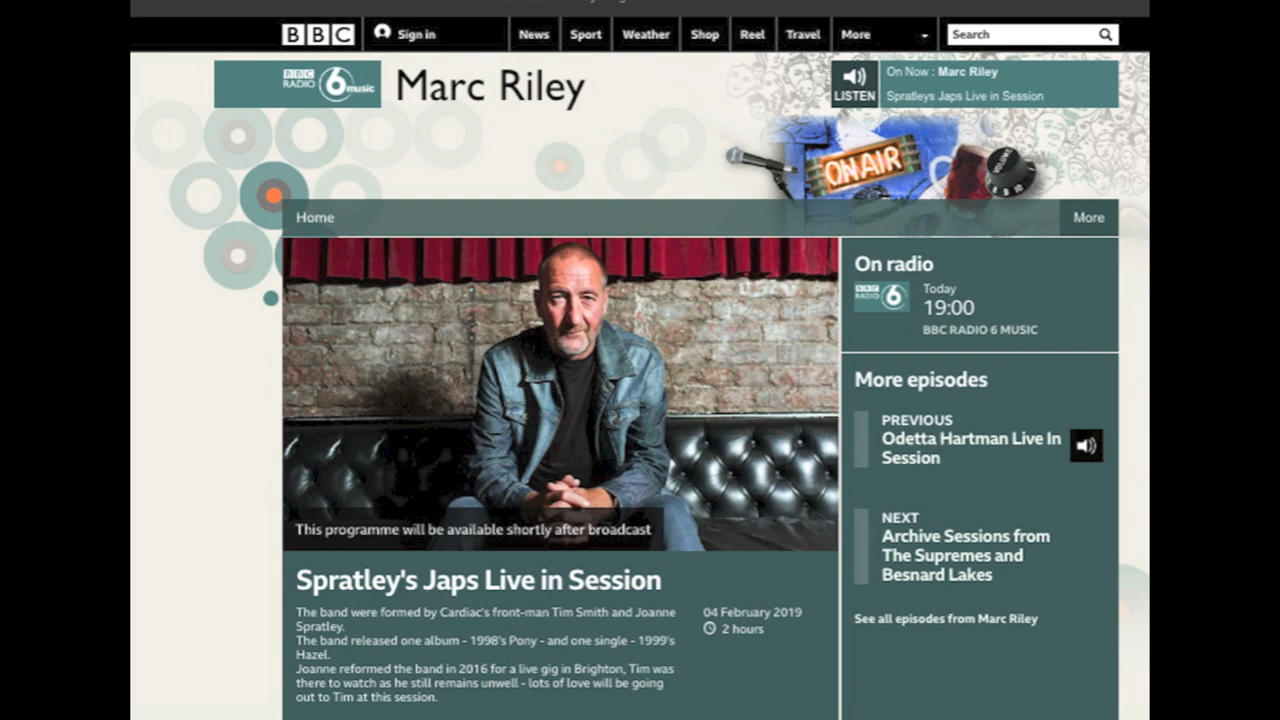 BBC
Sign in
News
Sport
Weather
Shop
Reel
Travel
More
Search
BBC RADIO 6 music
Marc Riley
LISTEN
On Now : Marc Riley
Spratleys Japs Live in Session
ON AIR
VOLUME
8 9 10
Home
More
This programme will be available shortly after broadcast
Spratley's Japs Live in Session
The band were formed by Cardiac's front-man Tim Smith and Joanne
Spratley.
The band released one album - 1998's Pony - and one single - 1999's
Hazel.
Joanne reformed the band in 2016 for a live gig in Brighton, Tim was
there to watch as he still remains unwell - lots of love will be going
out to Tim at this session.
04 February 2019
2 hours
On radio
BBC RADIO 6
Today
19:00
BBC RADIO 6 MUSIC
More episodes
PREVIOUS
Odetta Hartman Live In
Session
NEXT
Archive Sessions from
The Supremes and
Besnard Lakes
See all episodes from Marc Riley